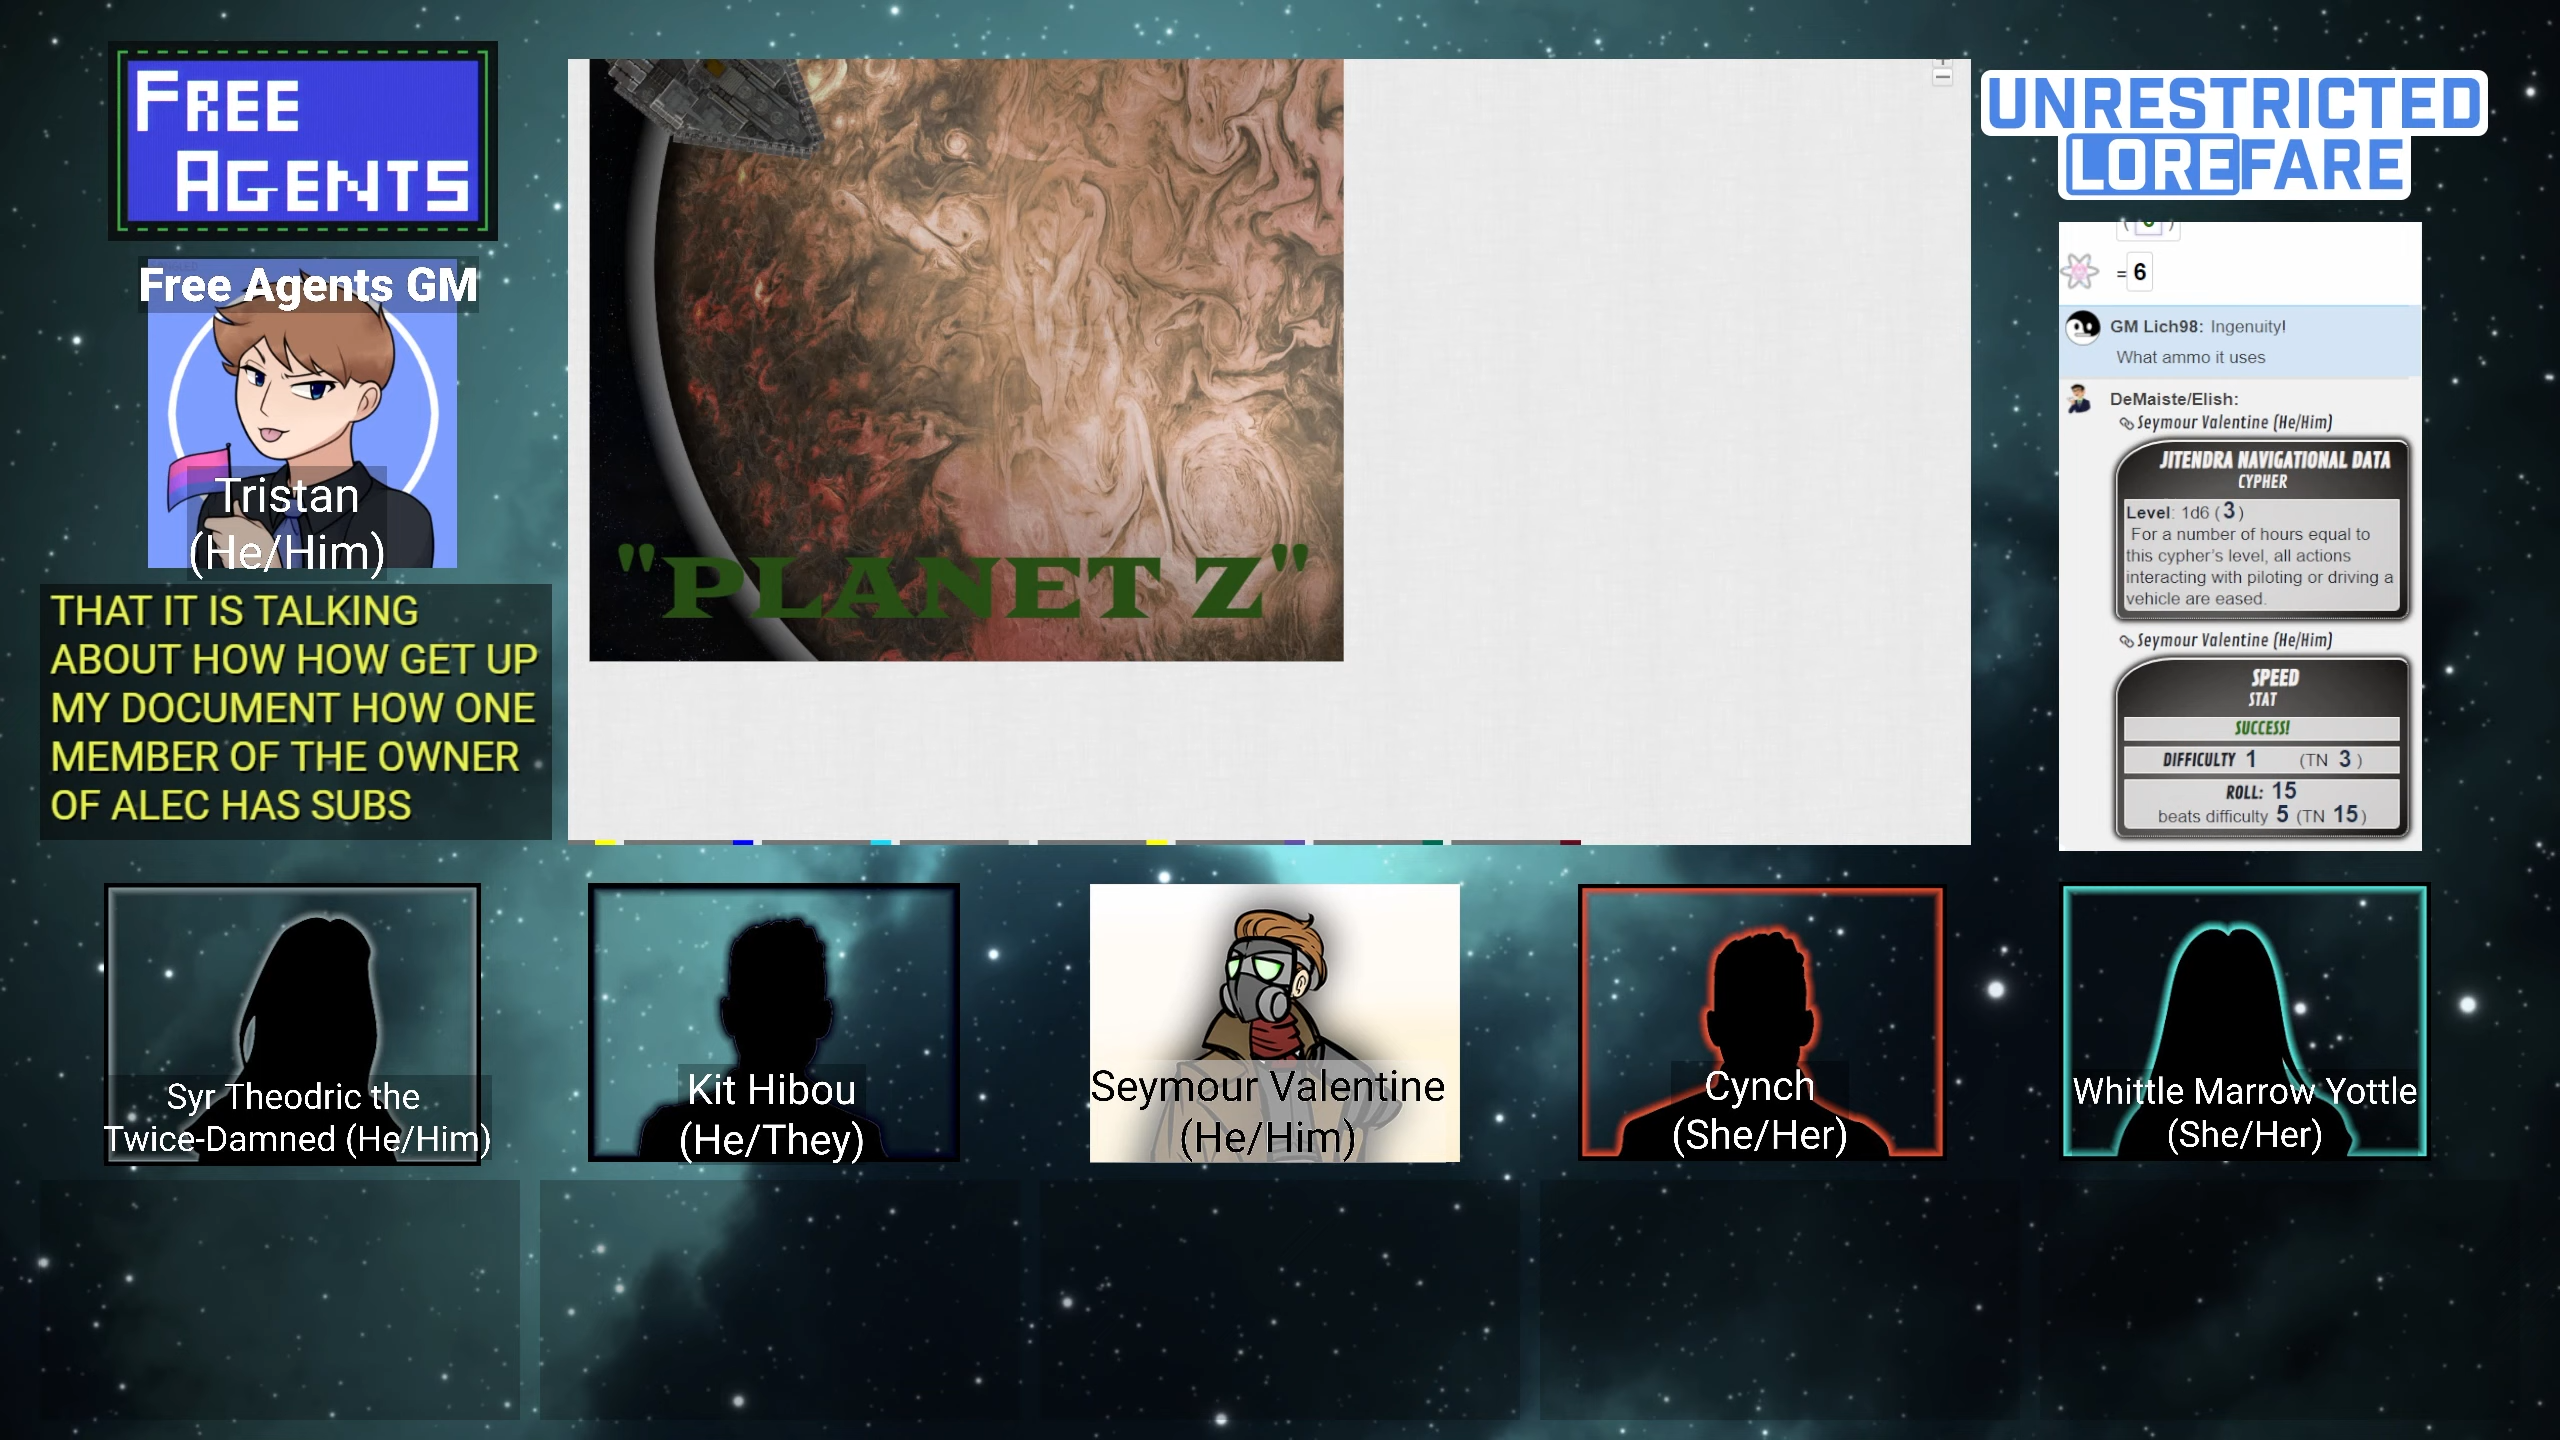 FREE
AGENTS
Free Agents GM
Tristan
(He/Him)
THAT IT IS TALKING
ABOUT HOW HOW GET UP
MY DOCUMENT HOW ONE
MEMBER OF THE OWNER
OF ALEC HAS SUBS
"PLANET Z"
UNRESTRICTED
LOREFARE
= 6
GM Lich98: Ingenuity!
What ammo it uses
DeMaiste/Elish:
Seymour Valentine (He/Him)
JITENDRA NAVIGATIONAL DATA
CYPHER
Level: 1d6 ( 3 )
For a number of hours equal to
this cypher's level, all actions
interacting with piloting or driving a
vehicle are eased.
Seymour Valentine (He/Him)
SPEED
STAT
SUCCESS!
DIFFICULTY 1 (TN 3 )
ROLL: 15
beats difficulty 5 (TN 15 )
Syr Theodric the
Twice-Damned (He/Him)
Kit Hibou
(He/They)
Seymour Valentine
(He/Him)
Cynch
(She/Her)
Whittle Marrow Yottle
(She/Her)